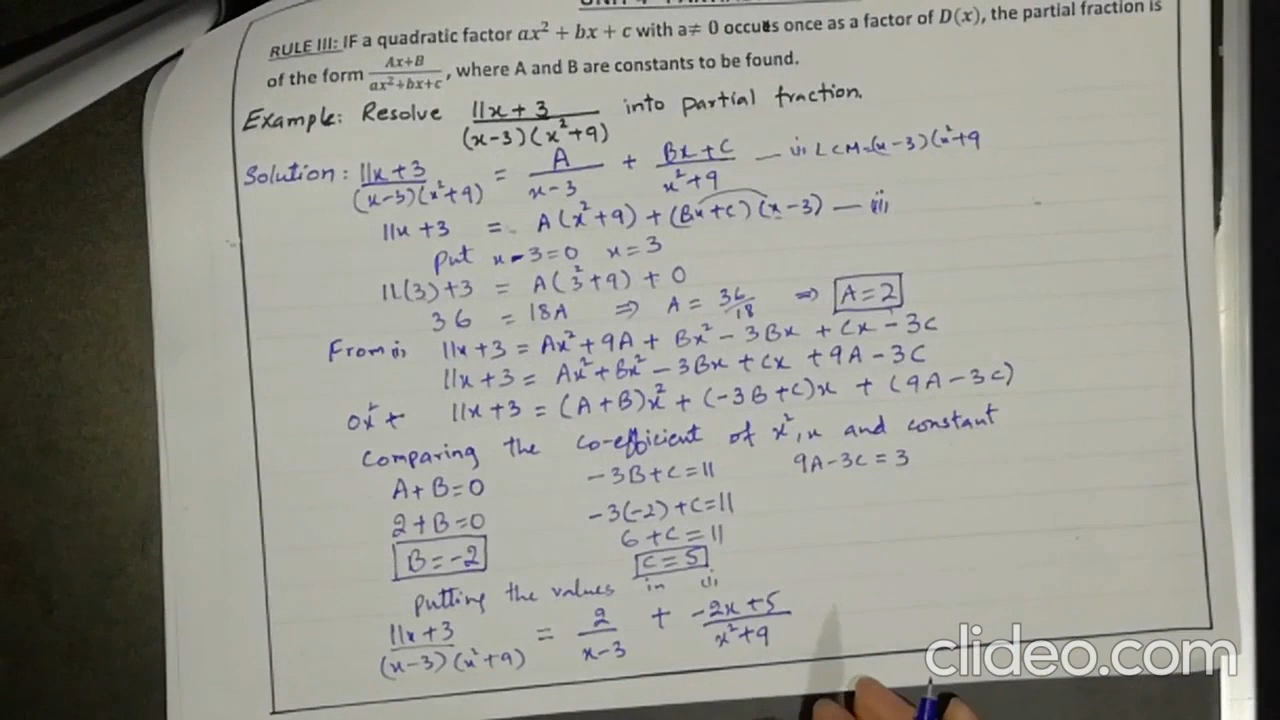 RULE III: IF a quadratic factor ax² + bx + c with a≠ 0 occurs once as a factor of D(x), the partial fraction is
of the form Ax+B/ax²+bx+c, where A and B are constants to be found.
Example: Resolve 11x+3/(x-3)(x²+9) into partial fraction.
Solution: 11x+3/(x-3)(x²+9) = A/x-3 + Bx+C/x²+9 — i) LCM=(x-3)(x²+9
11x+3 = A(x²+9)+(Bx+C)(x-3) — ii)
Put x-3=0 x=3
11(3)+3 = A(3²+9)+0
36 = 18A ⇒ A = 36/18 ⇒ A=2
From ii) 11x+3 = Ax²+9A+Bx²-3Bx+Cx-3C
11x+3 = Ax²+Bx²-3Bx+Cx+9A-3C
0x²+ 11x+3 = (A+B)x²+(-3B+C)x+(9A-3C)
Comparing the co-efficient of x², x and constant
A+B=0 -3B+C=11 9A-3C=3
2+B=0 -3(-2)+C=11
6+C=11
B=-2 C=5
Putting the values in i)
11x+3/(x-3)(x²+9) = 2/x-3 + -2x+5/x²+9
clideo.com